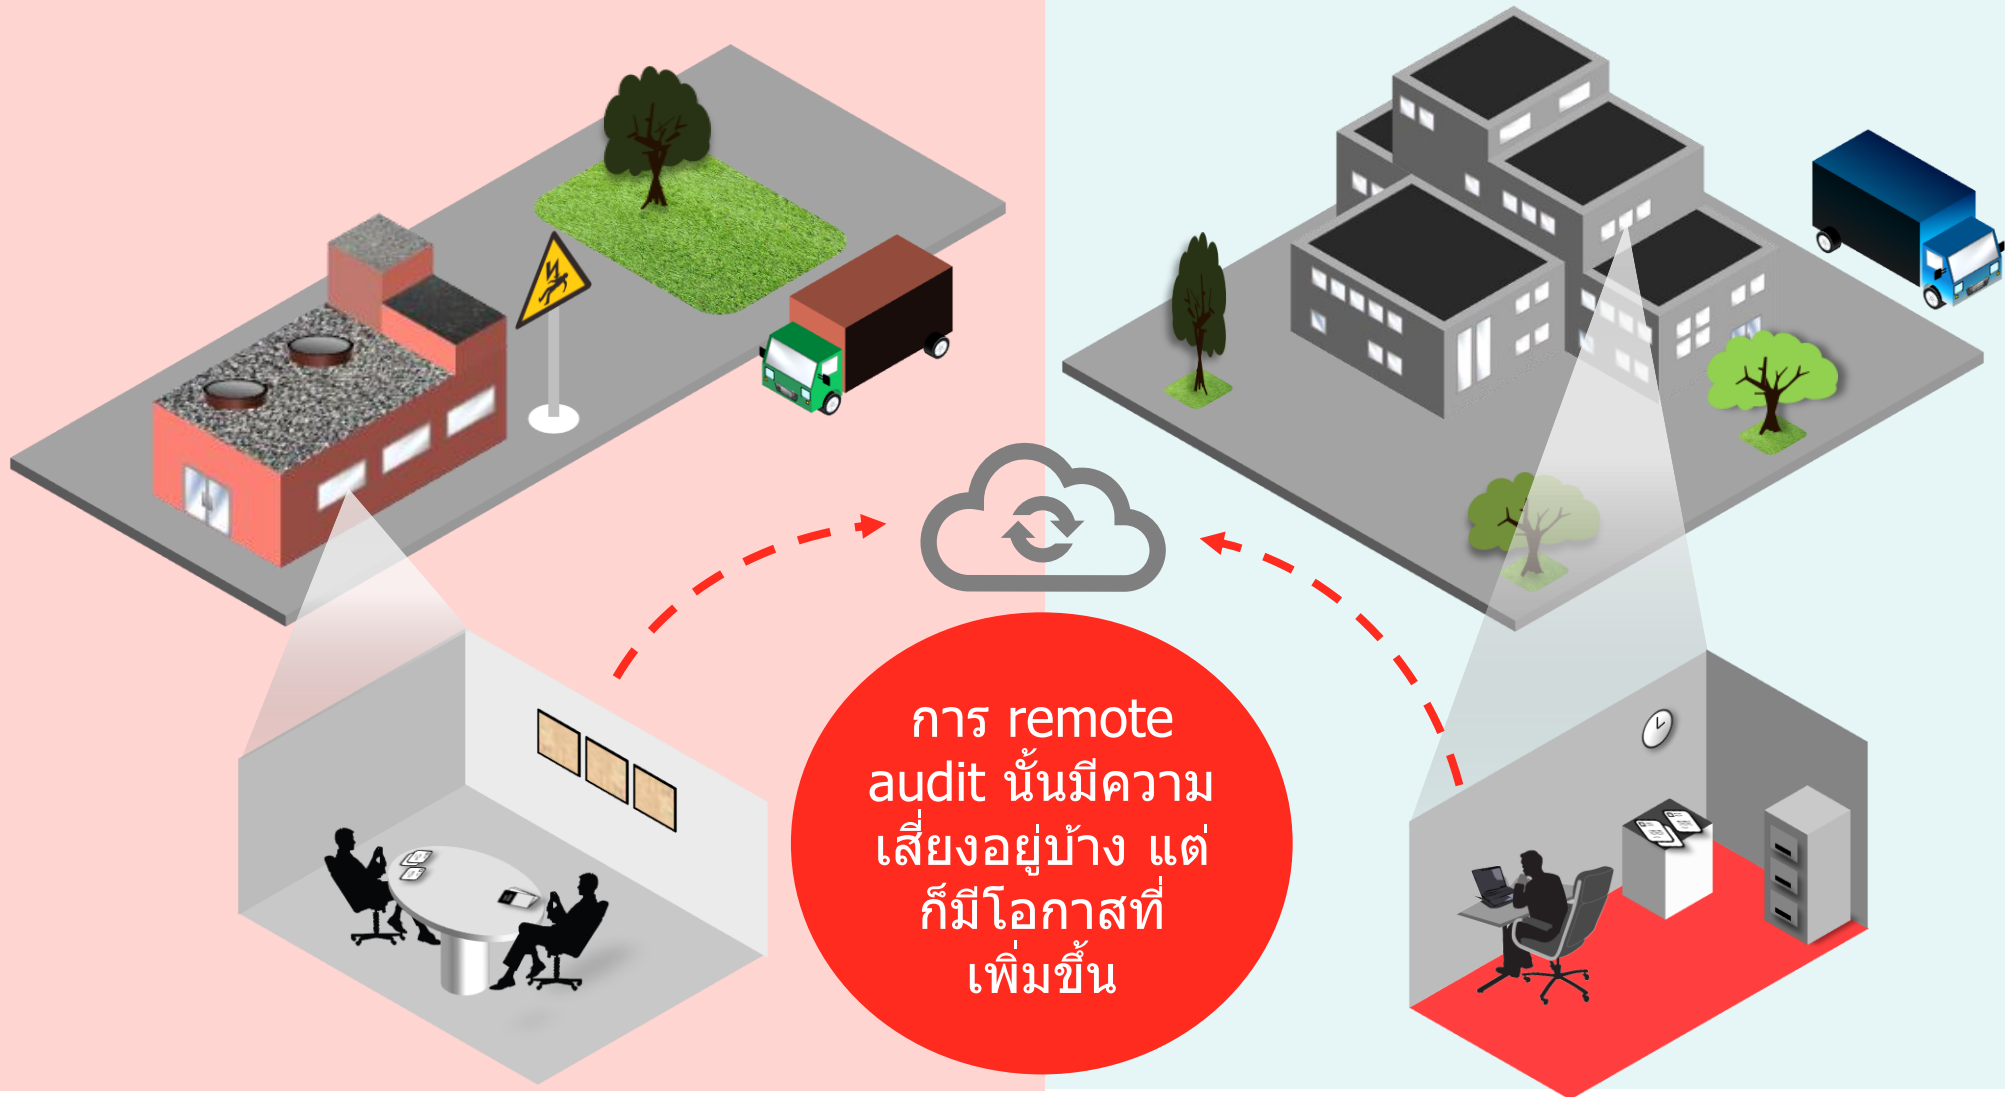 การ remote
audit นั้นมีความ
เสี่ยงอยู่บ้าง แต่
ก็มีโอกาสที่
เพิ่มขึ้น